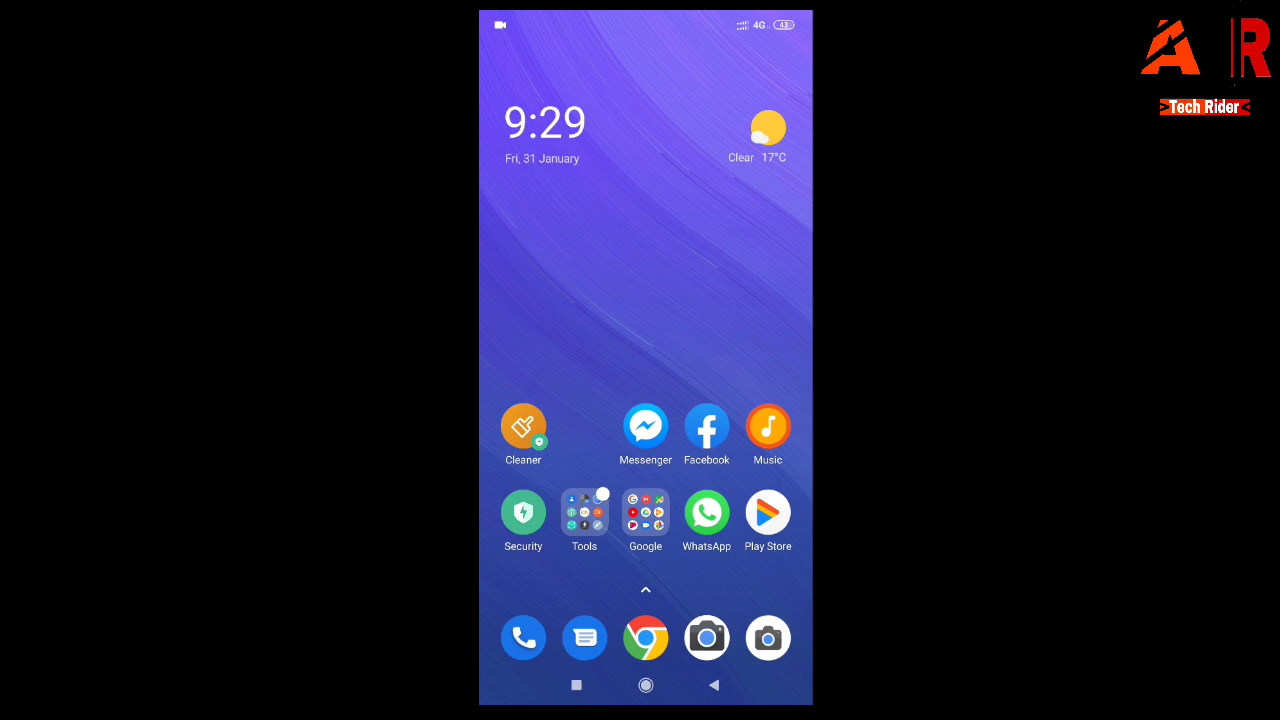 4G 43
A R
>Tech Rider<
9:29
Fri, 31 January
Clear 17°C
Cleaner
Messenger
Facebook
Music
Security
Tools
Google
WhatsApp
Play Store